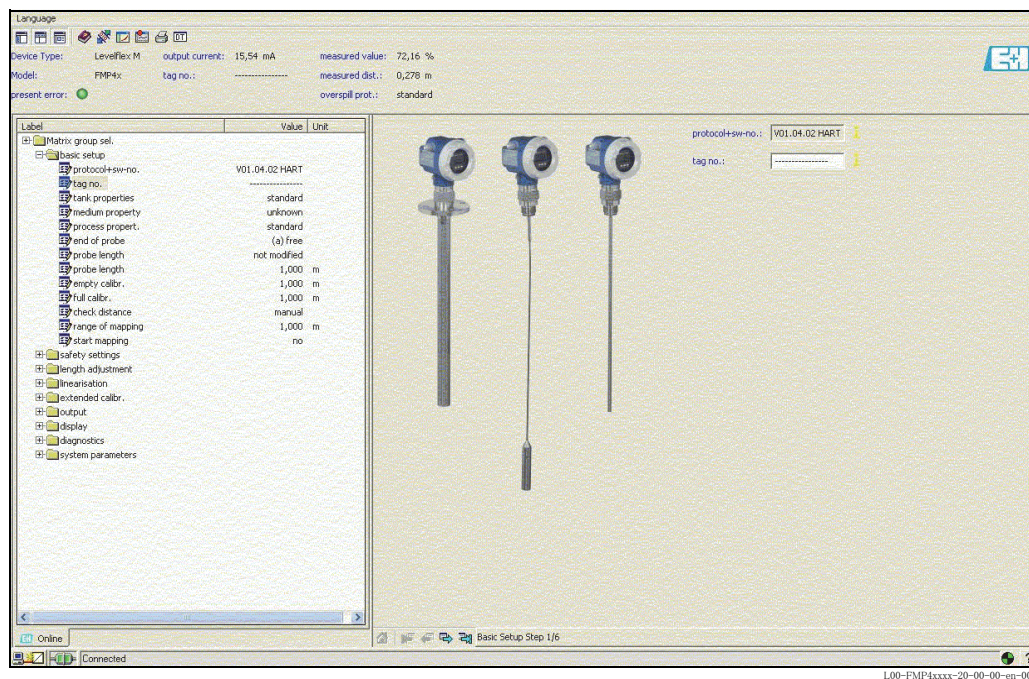 Language
DT
Device Type: Levelflex M output current: 15,54 mA measured value: 72,16 %
Model: FMP4x tag no.: ---------------- measured dist.: 0,278 m
present error: overspill prot.: standard
E+H
Label Value Unit
Matrix group sel.
basic setup
protocol+sw-no. V01.04.02 HART
tag no. ----------------
tank properties standard
medium property unknown
process propert. standard
end of probe (a) free
probe length not modified
probe length 1,000 m
empty calibr. 1,000 m
full calibr. 1,000 m
check distance manual
range of mapping 1,000 m
start mapping no
safety settings
length adjustment
linearisation
extended calibr.
output
display
diagnostics
system parameters
protocol+sw-no.: V01.04.02 HART
tag no.: ----------------
Online
Basic Setup Step 1/6
Connected
L00-FMP4xxxx-20-00-00-en-00